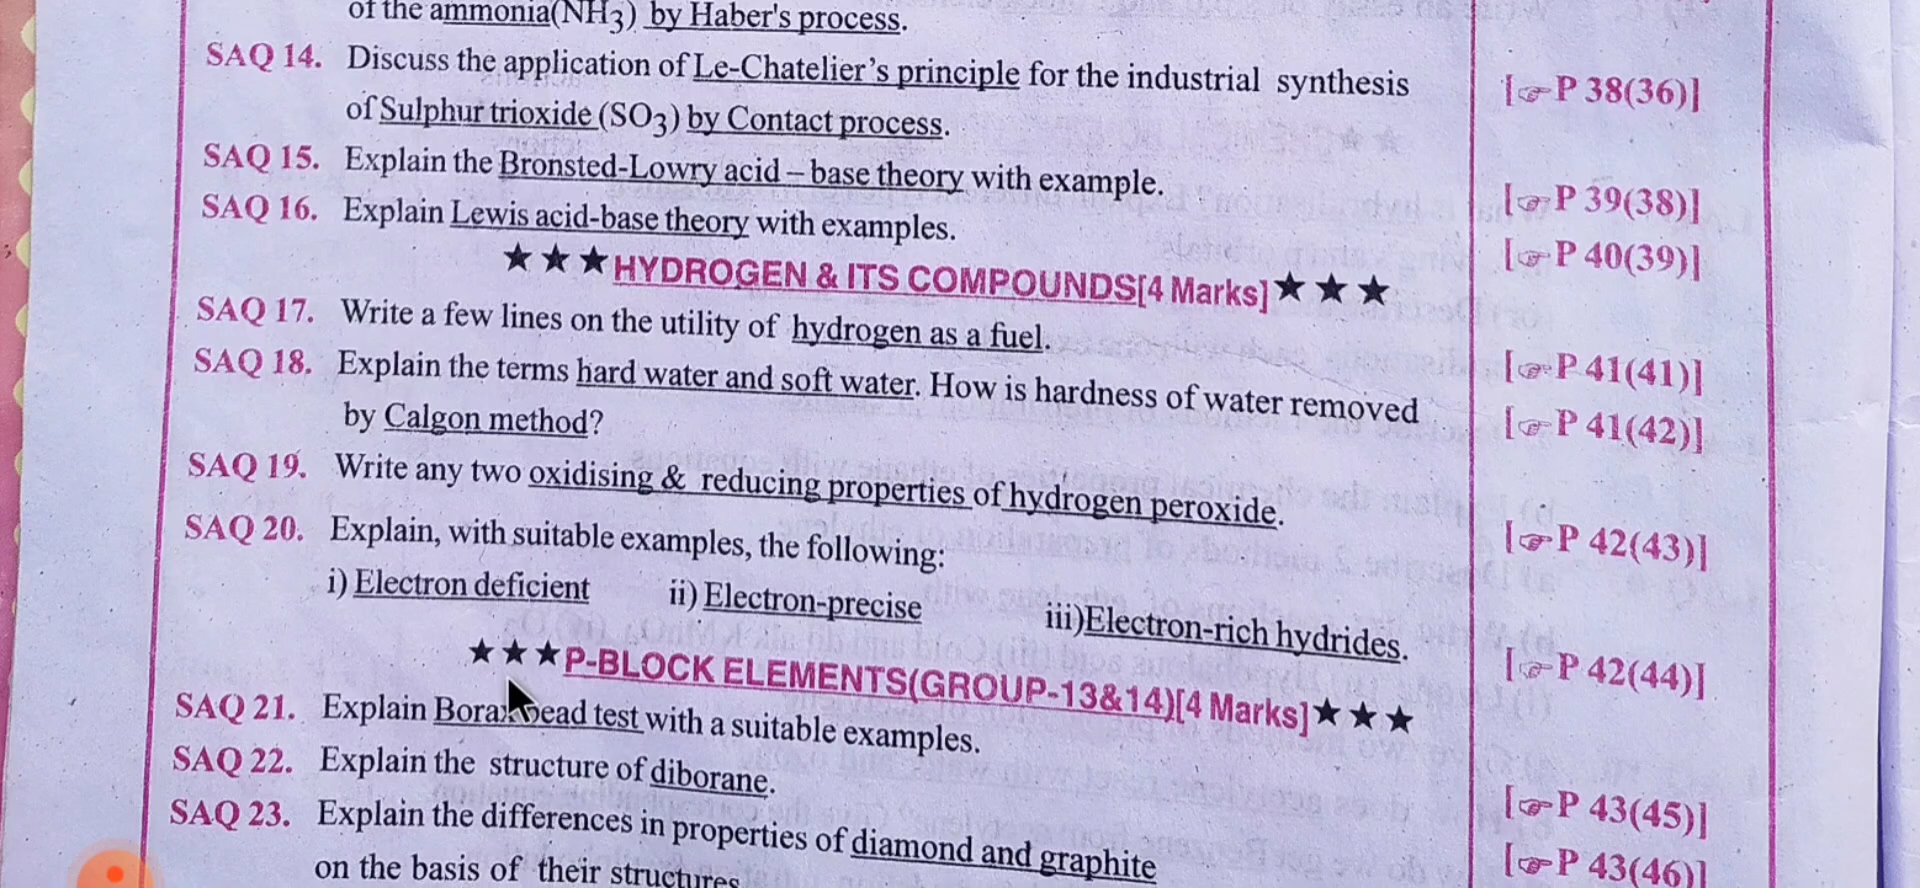 of the ammonia(NH3) by Haber's process.
SAQ 14. Discuss the application of Le-Chatelier's principle for the industrial synthesis [☞P 38(36)]
of Sulphur trioxide (SO3) by Contact process.
SAQ 15. Explain the Bronsted-Lowry acid – base theory with example. [☞P 39(38)]
SAQ 16. Explain Lewis acid-base theory with examples. [☞P 40(39)]
★★★HYDROGEN & ITS COMPOUNDS[4 Marks]★★★
SAQ 17. Write a few lines on the utility of hydrogen as a fuel. [☞P 41(41)]
SAQ 18. Explain the terms hard water and soft water. How is hardness of water removed [☞P 41(42)]
by Calgon method?
SAQ 19. Write any two oxidising & reducing properties of hydrogen peroxide. [☞P 42(43)]
SAQ 20. Explain, with suitable examples, the following: [☞P 42(44)]
i) Electron deficient ii) Electron-precise iii)Electron-rich hydrides.
★★★P-BLOCK ELEMENTS(GROUP-13&14)[4 Marks]★★★
SAQ 21. Explain Borax bead test with a suitable examples. [☞P 43(45)]
SAQ 22. Explain the structure of diborane. [☞P 43(46)]
SAQ 23. Explain the differences in properties of diamond and graphite
on the basis of their structures